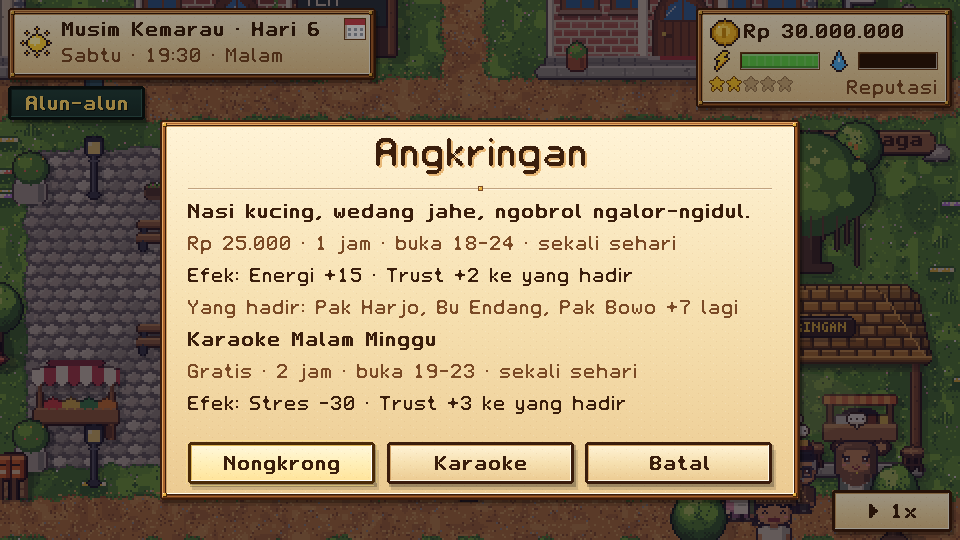 Musim Kemarau · Hari 6
Sabtu · 19:30 · Malam
Rp 30.000.000
Reputasi
Alun-alun
aga
Angkringan
Nasi kucing, wedang jahe, ngobrol ngalor-ngidul.
Rp 25.000 · 1 jam · buka 18-24 · sekali sehari
Efek: Energi +15 · Trust +2 ke yang hadir
Yang hadir: Pak Harjo, Bu Endang, Pak Bowo +7 lagi
INGAN
Karaoke Malam Minggu
Gratis · 2 jam · buka 19-23 · sekali sehari
Efek: Stres -30 · Trust +3 ke yang hadir
Nongkrong
Karaoke
Batal
1x